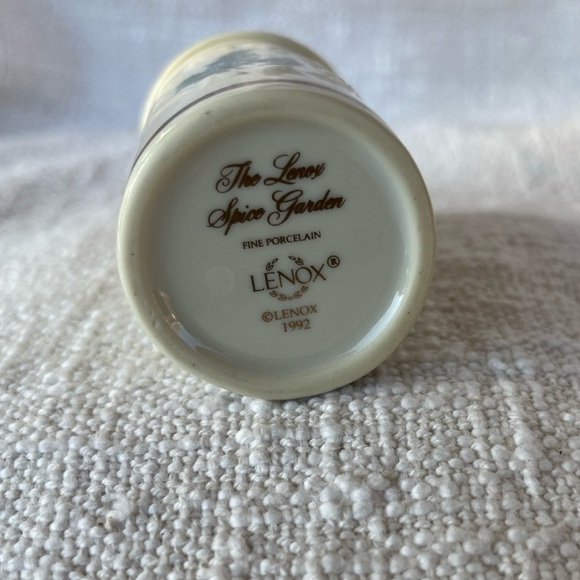 The Lenox
Spice Garden
FINE PORCELAIN
LENOX®
©LENOX
1992